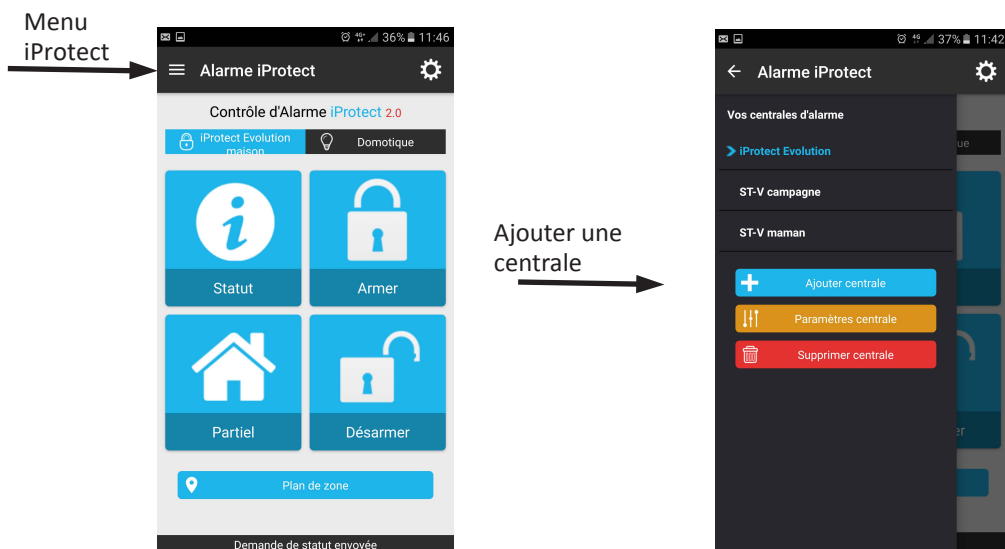 Menu
iProtect
36% 11:46
Alarme iProtect
Contrôle d'Alarme iProtect 2.0
iProtect Evolution
maison
Domotique
Statut
Armer
Partiel
Désarmer
Plan de zone
Demande de statut envoyée
Ajouter une
centrale
37% 11:42
Alarme iProtect
Vos centrales d'alarme
iProtect Evolution
ue
ST-V campagne
ST-V maman
Ajouter centrale
Paramètres centrale
Supprimer centrale
er